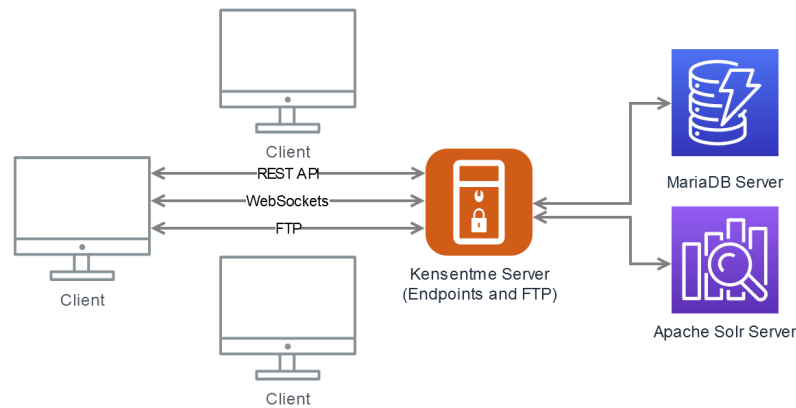 Client
REST API
WebSockets
FTP
Client
Kensentme Server
(Endpoints and FTP)
MariaDB Server
Apache Solr Server
Client